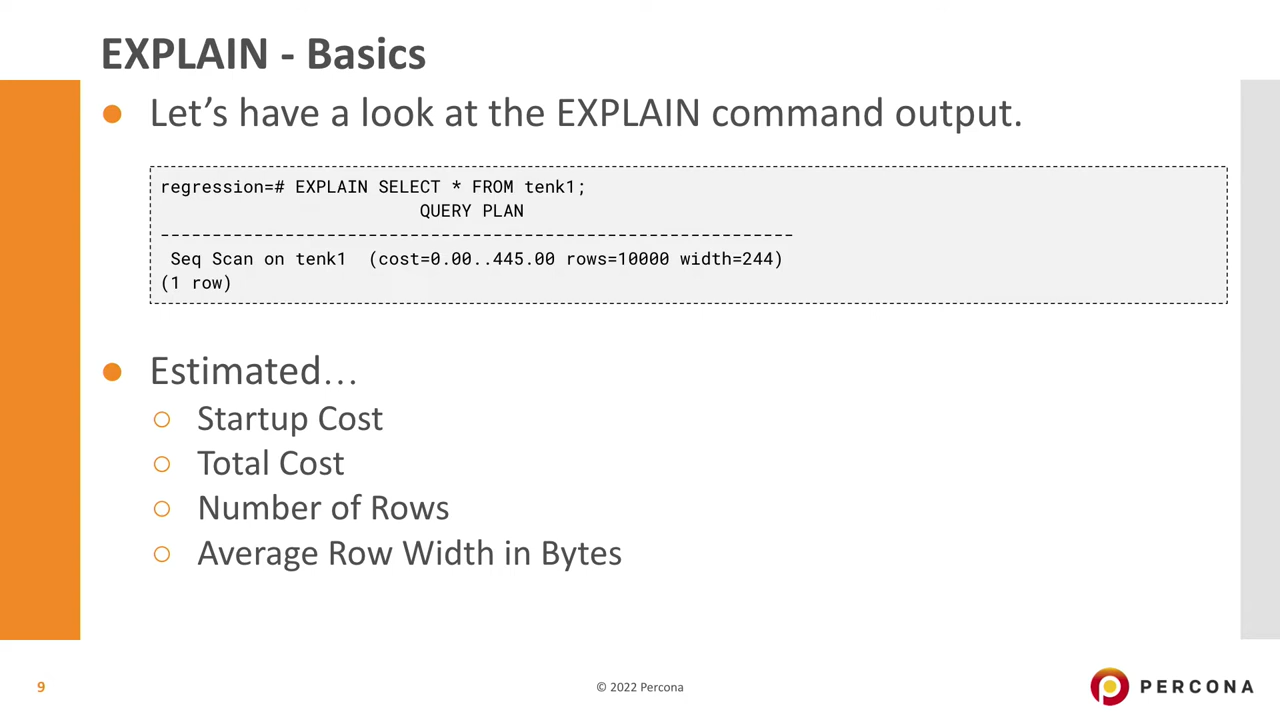 EXPLAIN - Basics
● Let's have a look at the EXPLAIN command output.
regression=# EXPLAIN SELECT * FROM tenk1;
QUERY PLAN
-------------------------------------------------------------
Seq Scan on tenk1  (cost=0.00..445.00 rows=10000 width=244)
(1 row)
● Estimated…
○ Startup Cost
○ Total Cost
○ Number of Rows
○ Average Row Width in Bytes
9
© 2022 Percona
PERCONA